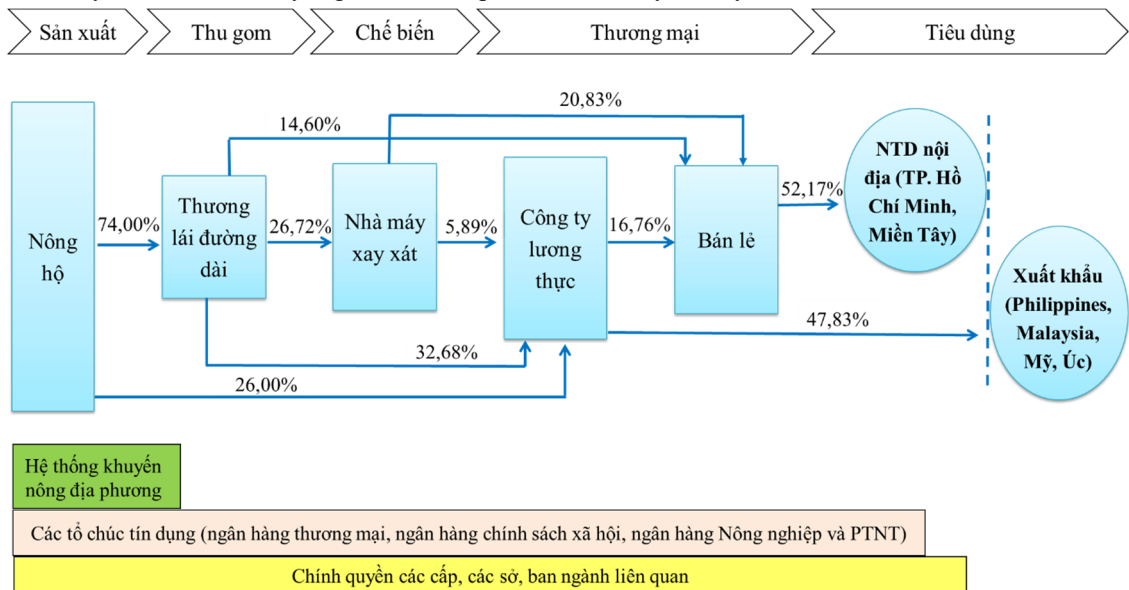 Sản xuất
Thu gom
Chế biến
Thương mại
Tiêu dùng
20,83%
14,60%
Nông
hộ
74,00%
Thương
lái đường
dài
26,72%
Nhà máy
xay xát
5,89%
Công ty
lương
thực
16,76%
Bán lẻ
52,17%
NTD nội
địa (TP. Hồ
Chí Minh,
Miền Tây)
Xuất khẩu
(Philippines,
Malaysia,
Mỹ, Úc)
47,83%
32,68%
26,00%
Hệ thống khuyến
nông địa phương
Các tổ chúc tín dụng (ngân hàng thương mại, ngân hàng chính sách xã hội, ngân hàng Nông nghiệp và PTNT)
Chính quyền các cấp, các sở, ban ngành liên quan